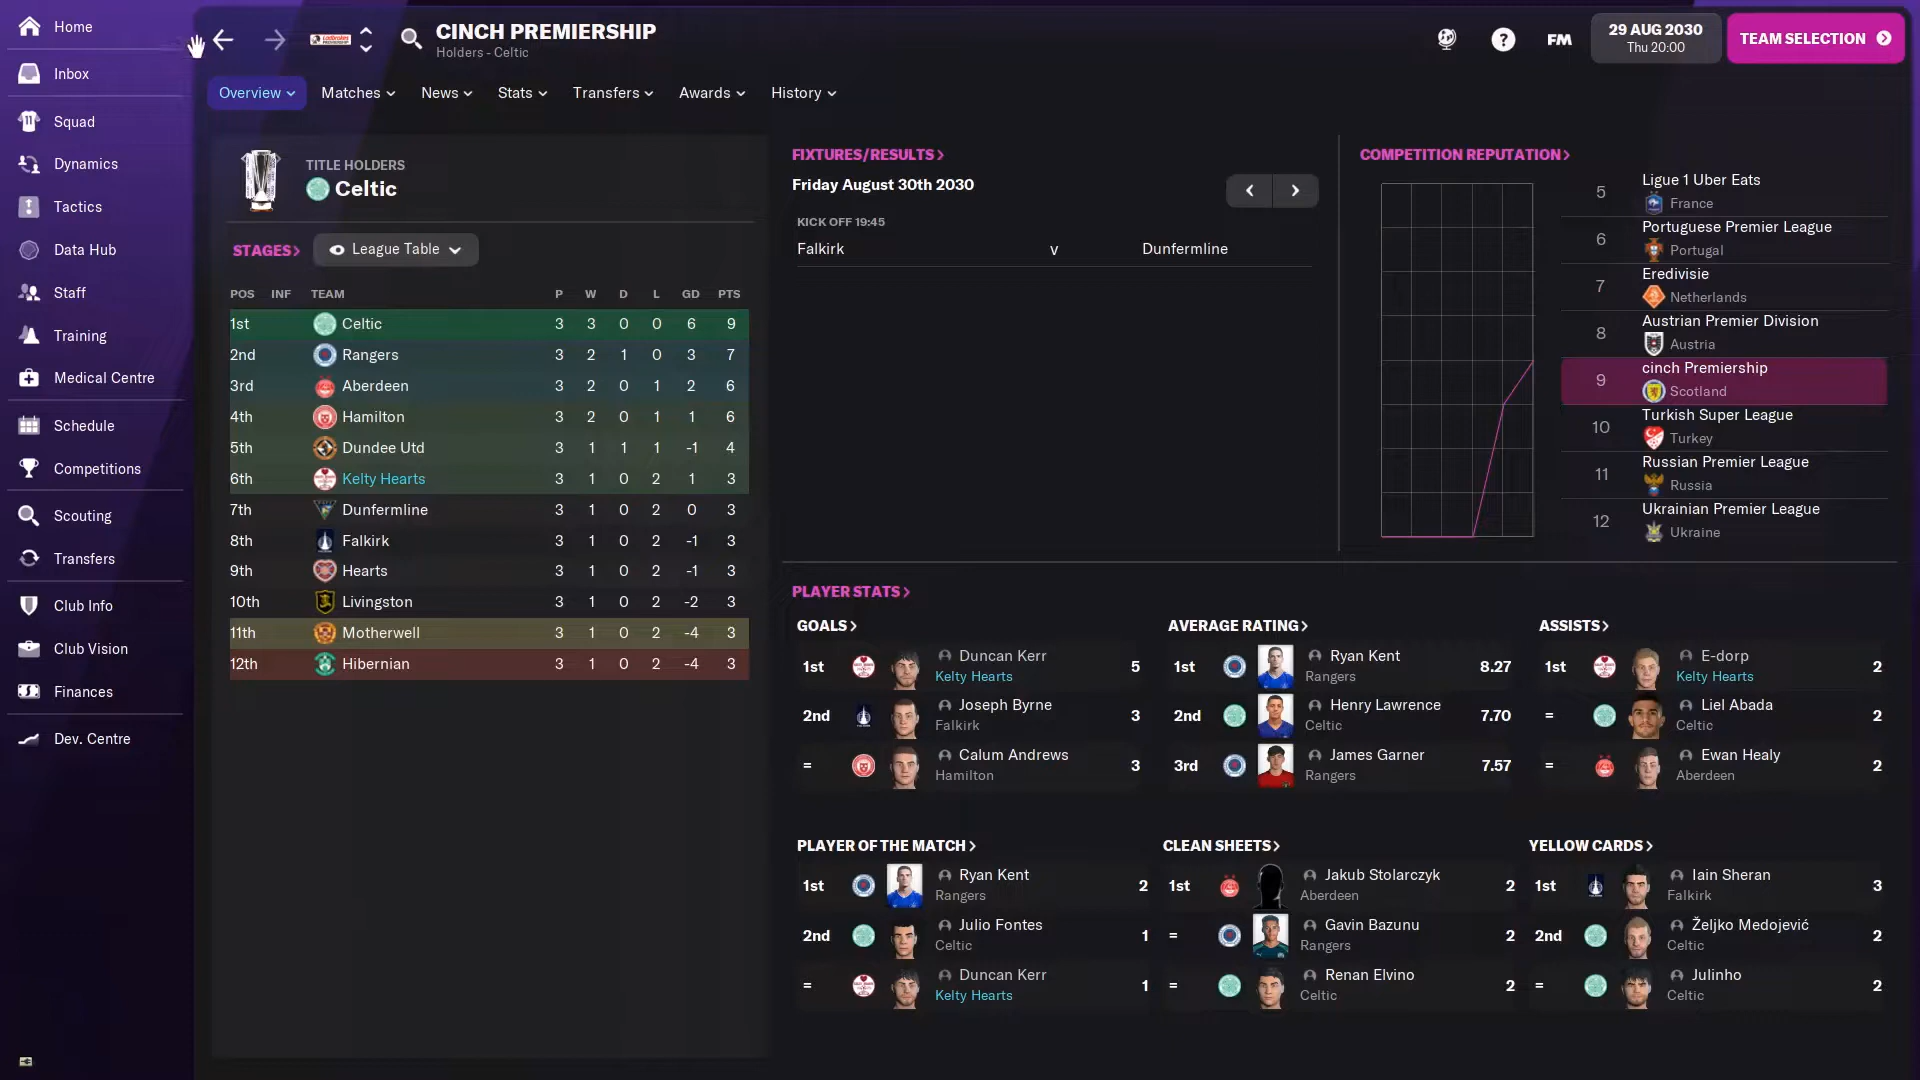 Home
Inbox
Squad
Dynamics
Tactics
Data Hub
Staff
Training
Medical Centre
Schedule
Competitions
Scouting
Transfers
Club Info
Club Vision
Finances
Dev. Centre
CINCH PREMIERSHIP
Holders - Celtic
FM
29 AUG 2030
Thu 20:00
TEAM SELECTION
Overview
Matches
News
Stats
Transfers
Awards
History
TITLE HOLDERS
Celtic
STAGES
League Table
POS INF TEAM P W D L GD PTS
1st Celtic 3 3 0 0 6 9
2nd Rangers 3 2 1 0 3 7
3rd Aberdeen 3 2 0 1 2 6
4th Hamilton 3 2 0 1 1 6
5th Dundee Utd 3 1 1 1 -1 4
6th Kelty Hearts 3 1 0 2 1 3
7th Dunfermline 3 1 0 2 0 3
8th Falkirk 3 1 0 2 -1 3
9th Hearts 3 1 0 2 -1 3
10th Livingston 3 1 0 2 -2 3
11th Motherwell 3 1 0 2 -4 3
12th Hibernian 3 1 0 2 -4 3
FIXTURES/RESULTS
Friday August 30th 2030
KICK OFF 19:45
Falkirk v Dunfermline
COMPETITION REPUTATION
5 Ligue 1 Uber Eats
France
6 Portuguese Premier League
Portugal
7 Eredivisie
Netherlands
8 Austrian Premier Division
Austria
9 cinch Premiership
Scotland
10 Turkish Super League
Turkey
11 Russian Premier League
Russia
12 Ukrainian Premier League
Ukraine
PLAYER STATS
GOALS
1st Duncan Kerr 5
Kelty Hearts
2nd Joseph Byrne 3
Falkirk
= Calum Andrews 3
Hamilton
AVERAGE RATING
1st Ryan Kent 8.27
Rangers
2nd Henry Lawrence 7.70
Celtic
3rd James Garner 7.57
Rangers
ASSISTS
1st E-dorp 2
Kelty Hearts
= Liel Abada 2
Celtic
= Ewan Healy 2
Aberdeen
PLAYER OF THE MATCH
1st Ryan Kent 2
Rangers
2nd Julio Fontes 1
Celtic
= Duncan Kerr 1
Kelty Hearts
CLEAN SHEETS
1st Jakub Stolarczyk 2
Aberdeen
= Gavin Bazunu 2
Rangers
= Renan Elvino 2
Celtic
YELLOW CARDS
1st Iain Sheran 3
Falkirk
2nd Željko Medojević 2
Celtic
= Julinho 2
Celtic